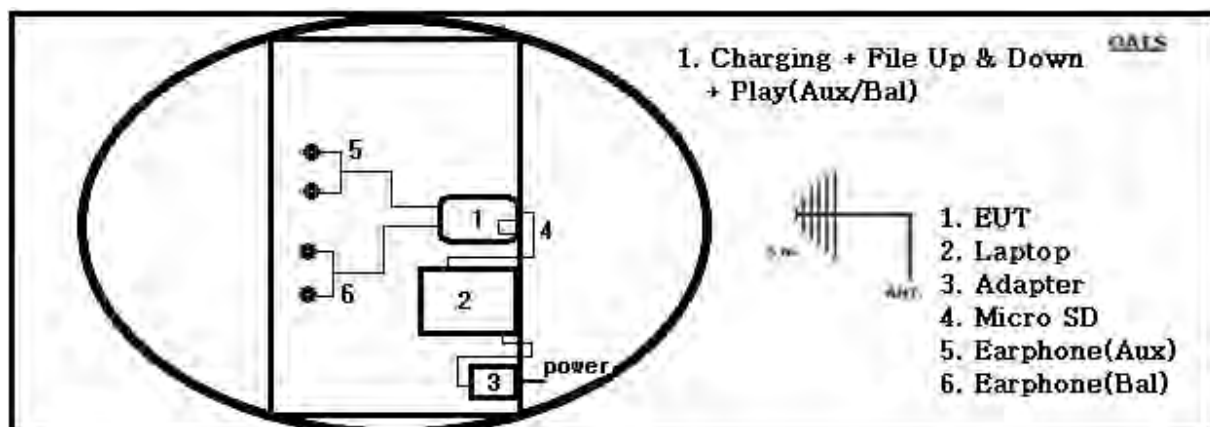 OATS
1. Charging + File Up & Down
+ Play(Aux/Bal)
5
1
4
6
2
3
power
ANT.
1. EUT
2. Laptop
3. Adapter
4. Micro SD
5. Earphone(Aux)
6. Earphone(Bal)